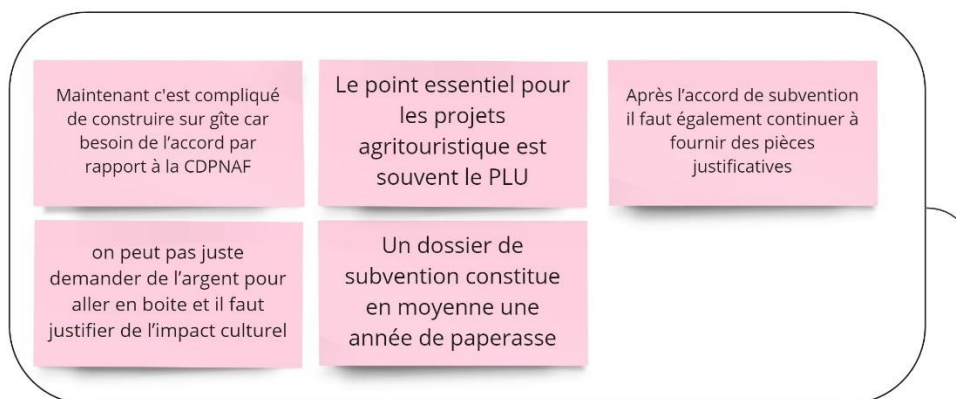 Maintenant c'est compliqué
de construire sur gîte car
besoin de l'accord par
rapport à la CDPNAF
Le point essentiel pour
les projets
agritouristique est
souvent le PLU
Après l'accord de subvention
il faut également continuer à
fournir des pièces
justificatives
on peut pas juste
demander de l'argent pour
aller en boite et il faut
justifier de l'impact culturel
Un dossier de
subvention constitue
en moyenne une
année de paperasse